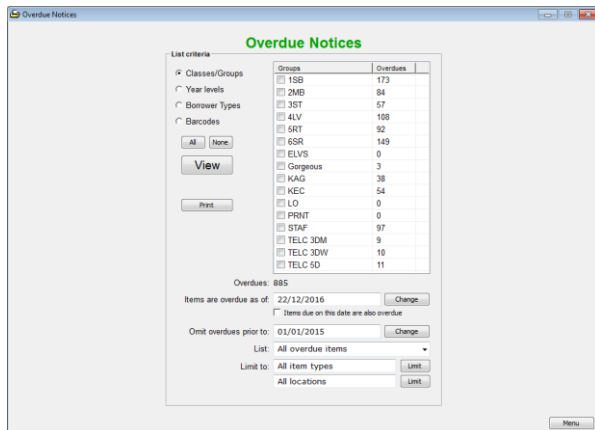 Overdue Notices
Overdue Notices
List criteria
Classes/Groups
Year levels
Borrower Types
Barcodes
All None
View
Print
Groups Overdues
1SB 173
2MB 84
3ST 57
4LV 108
5RT 92
6SR 149
ELVS 0
Gorgeous 3
KAG 38
KEC 54
LO 0
PRNT 0
STAF 97
TELC 3DM 9
TELC 3DW 10
TELC 5D 11
Overdues: 885
Items are overdue as of: 22/12/2016 Change
Items due on this date are also overdue
Omit overdues prior to: 01/01/2015 Change
List: All overdue items
Limit to: All item types Limit
All locations Limit
Menu